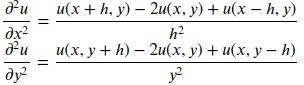 ∂²u/∂x² = (u(x + h, y) − 2u(x, y) + u(x − h, y))/h²
∂²u/∂y² = (u(x, y + h) − 2u(x, y) + u(x, y − h))/y²